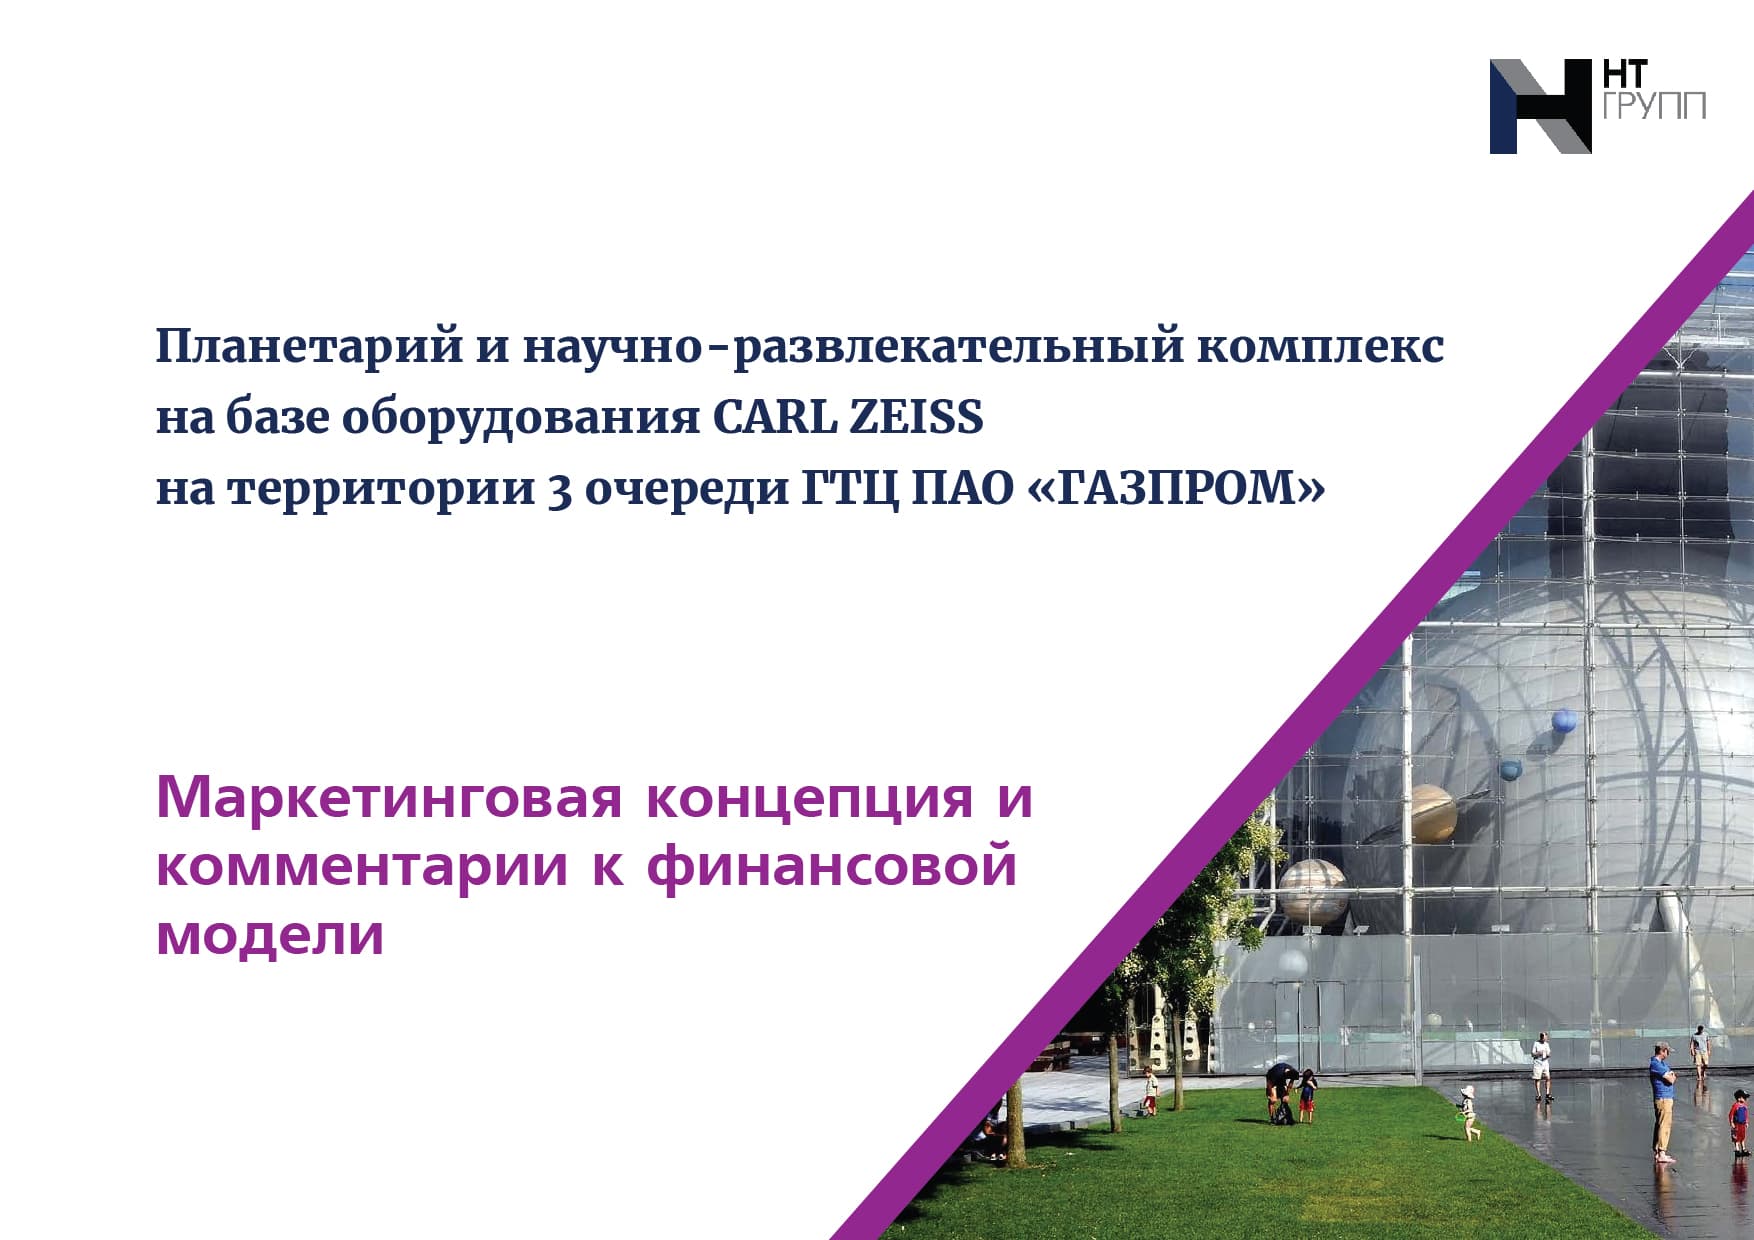 НТ
ГРУПП
Планетарий и научно-развлекательный комплекс
на базе оборудования CARL ZEISS
на территории 3 очереди ГТЦ ПАО «ГАЗПРОМ»
Маркетинговая концепция и
комментарии к финансовой
модели